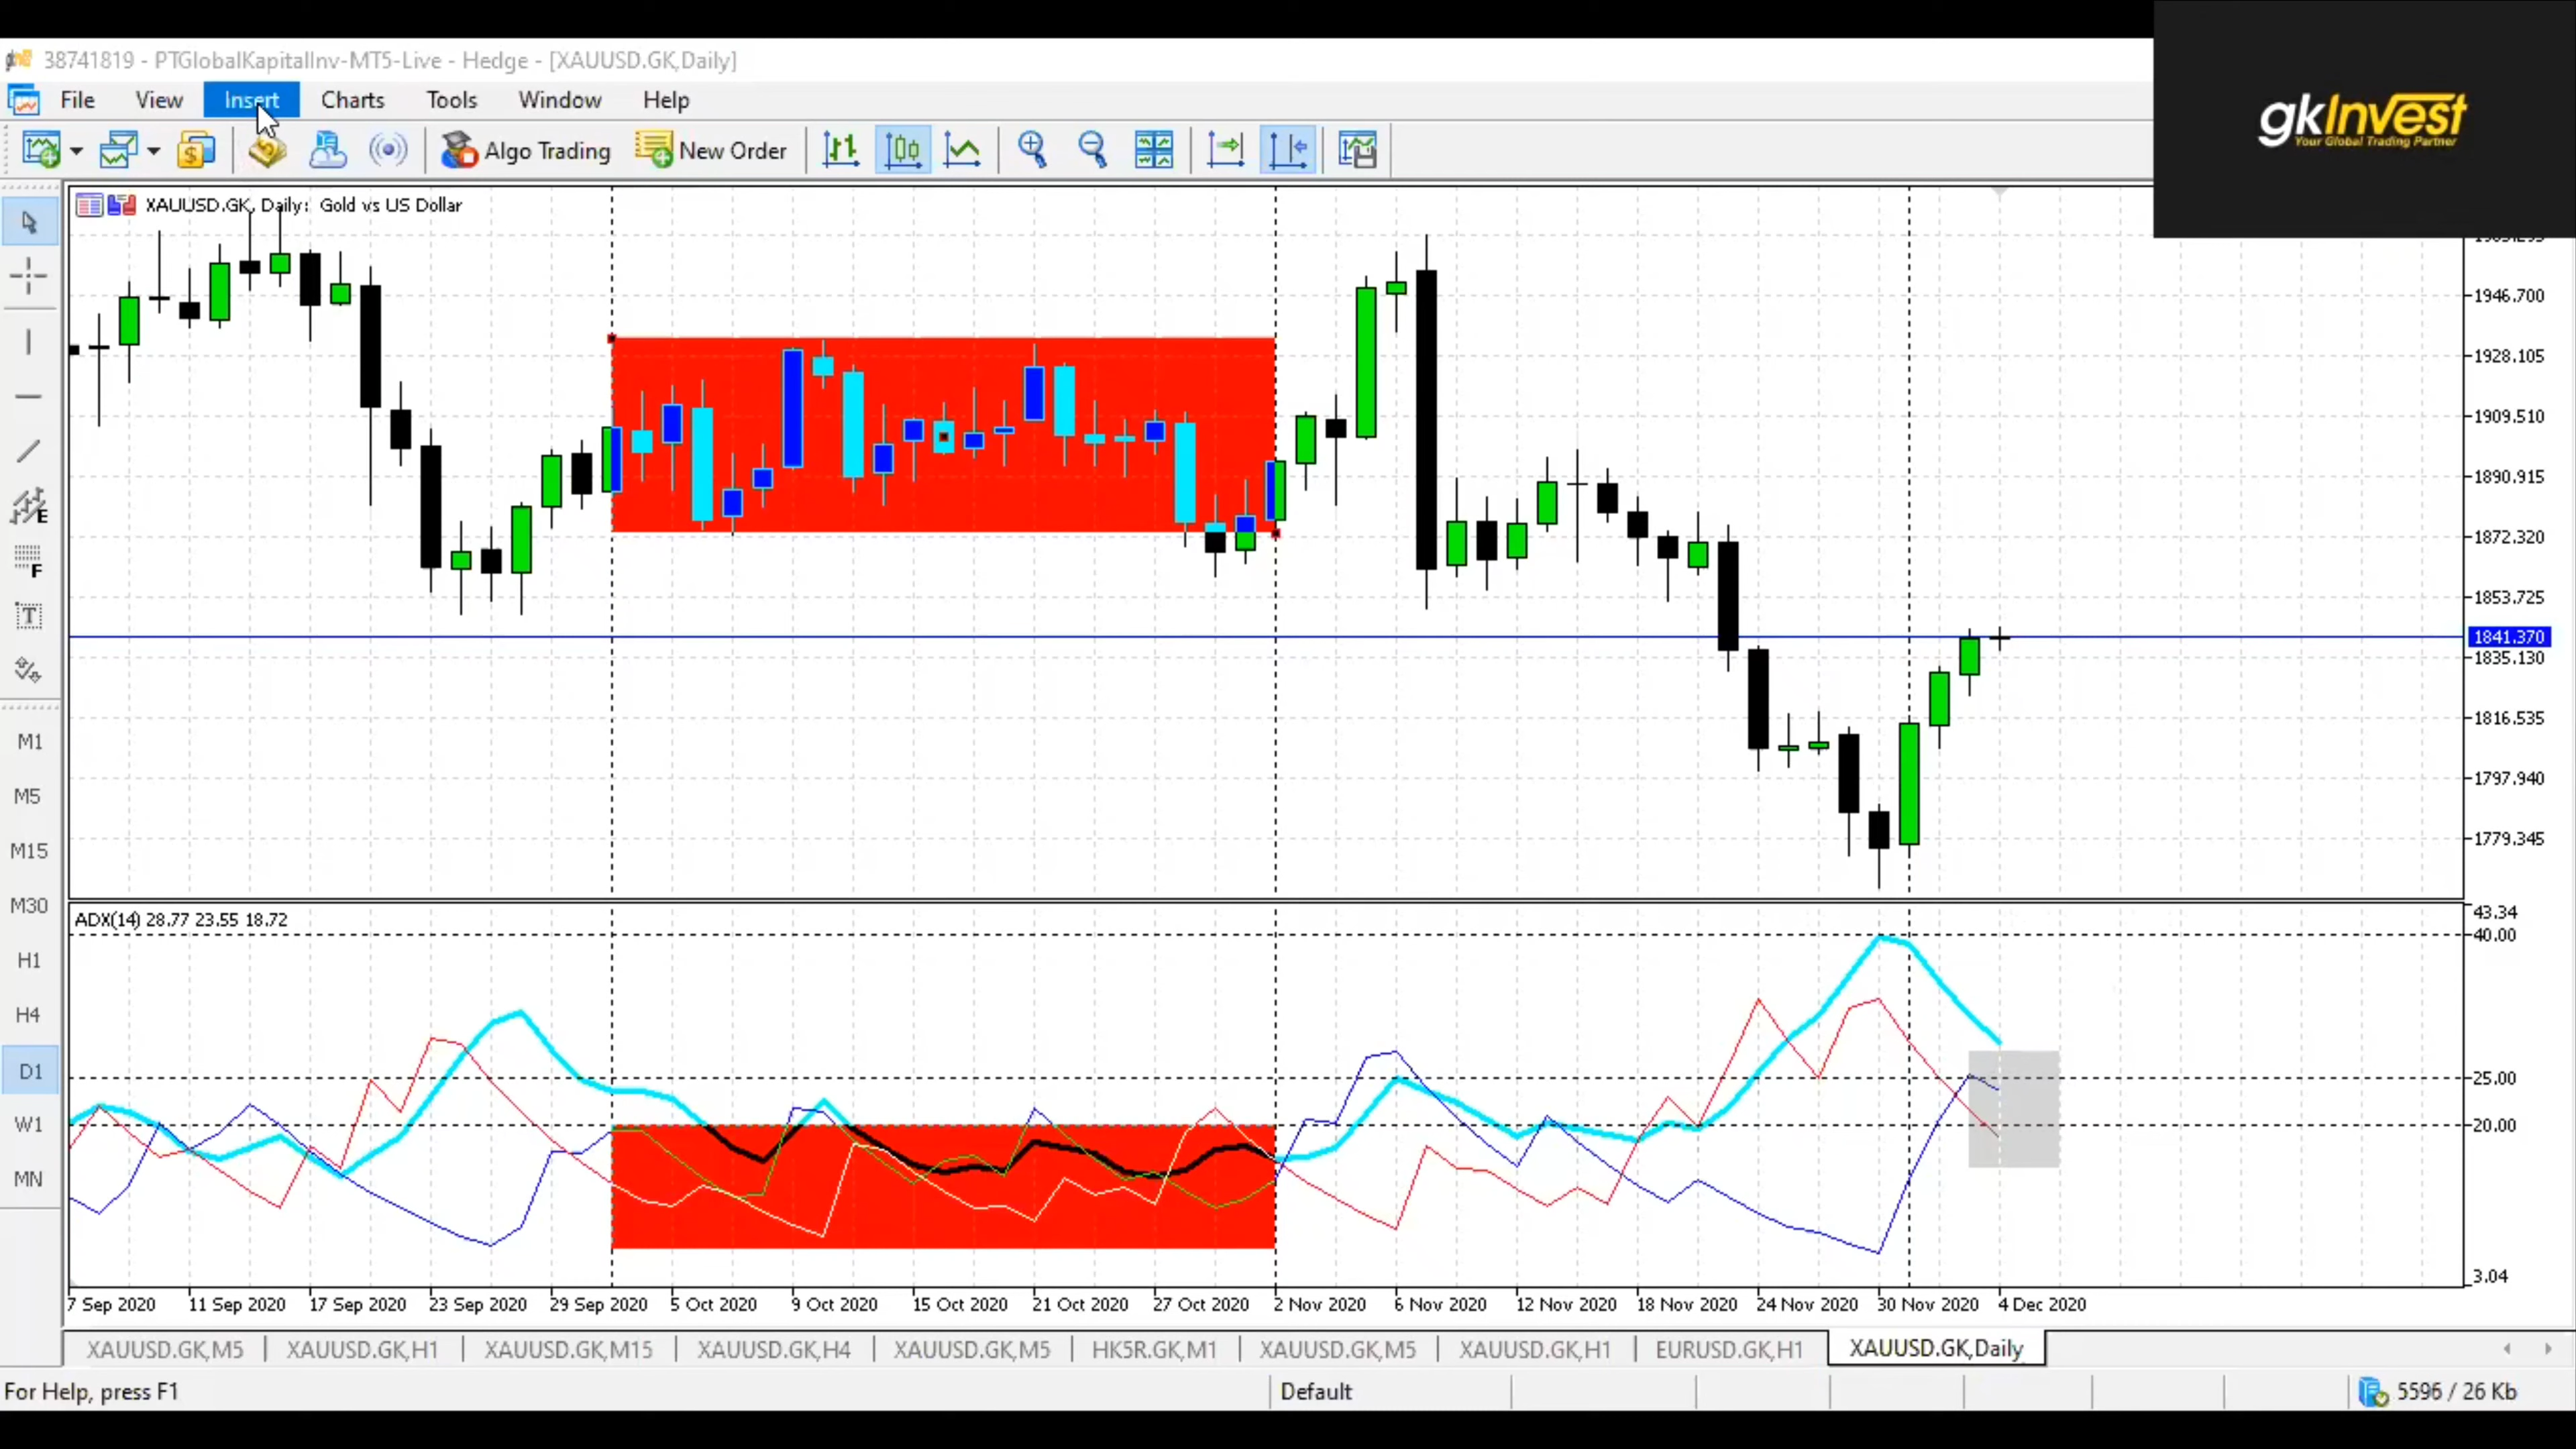 38741819 - PTGlobalKapitalInv-MT5-Live - Hedge - [XAUUSD.GK,Daily]
gkInvest
Your Global Trading Partner
File View Insert Charts Tools Window Help
Algo Trading New Order
XAUUSD.GK, Daily: Gold vs US Dollar
1946.700
1928.105
1909.510
1890.915
1872.320
1853.725
1841.370
1835.130
1816.535
1797.940
1779.345
E
F
T
M1
M5
M15
M30
H1
H4
D1
W1
MN
ADX(14) 28.77 23.55 18.72
43.34
40.00
25.00
20.00
3.04
7 Sep 2020 11 Sep 2020 17 Sep 2020 23 Sep 2020 29 Sep 2020 5 Oct 2020 9 Oct 2020 15 Oct 2020 21 Oct 2020 27 Oct 2020 2 Nov 2020 6 Nov 2020 12 Nov 2020 18 Nov 2020 24 Nov 2020 30 Nov 2020 4 Dec 2020
XAUUSD.GK,M5 XAUUSD.GK,H1 XAUUSD.GK,M15 XAUUSD.GK,H4 XAUUSD.GK,M5 HK5R.GK,M1 XAUUSD.GK,M5 XAUUSD.GK,H1 EURUSD.GK,H1 XAUUSD.GK,Daily
For Help, press F1 Default 5596 / 26 Kb